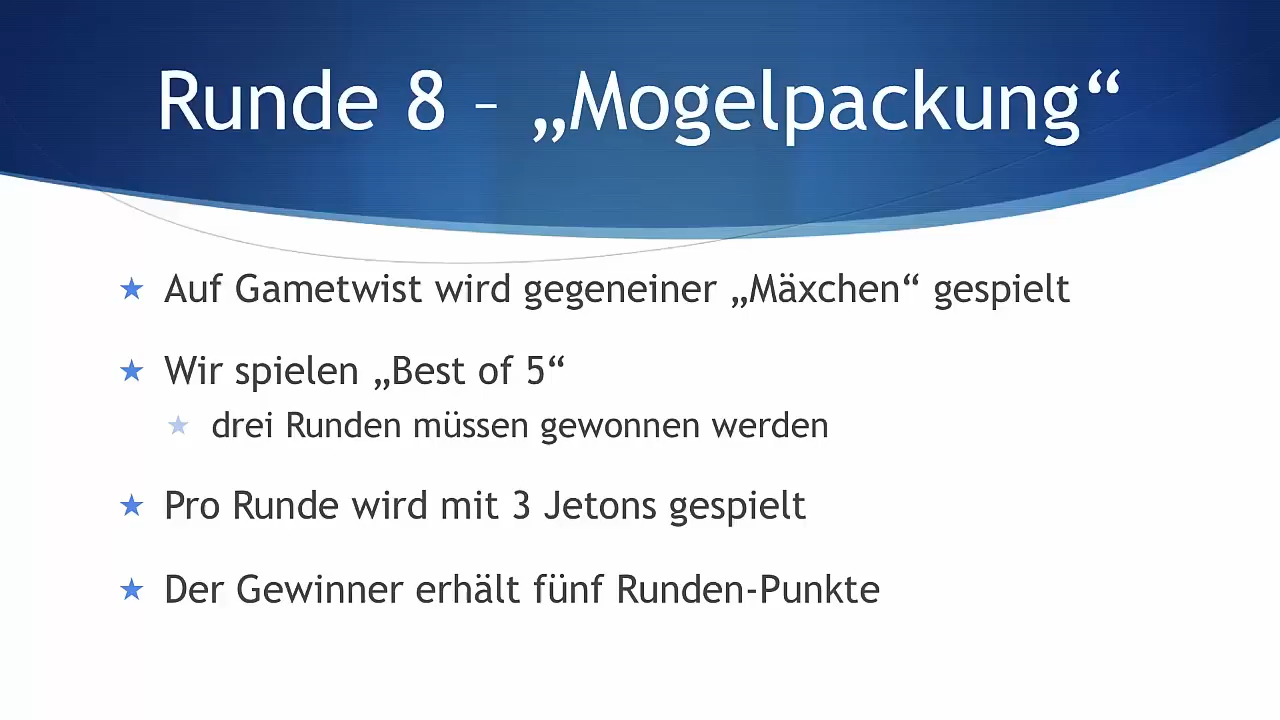 Runde 8 – „Mogelpackung“
Auf Gametwist wird gegeneiner „Mäxchen“ gespielt
Wir spielen „Best of 5“
drei Runden müssen gewonnen werden
Pro Runde wird mit 3 Jetons gespielt
Der Gewinner erhält fünf Runden-Punkte